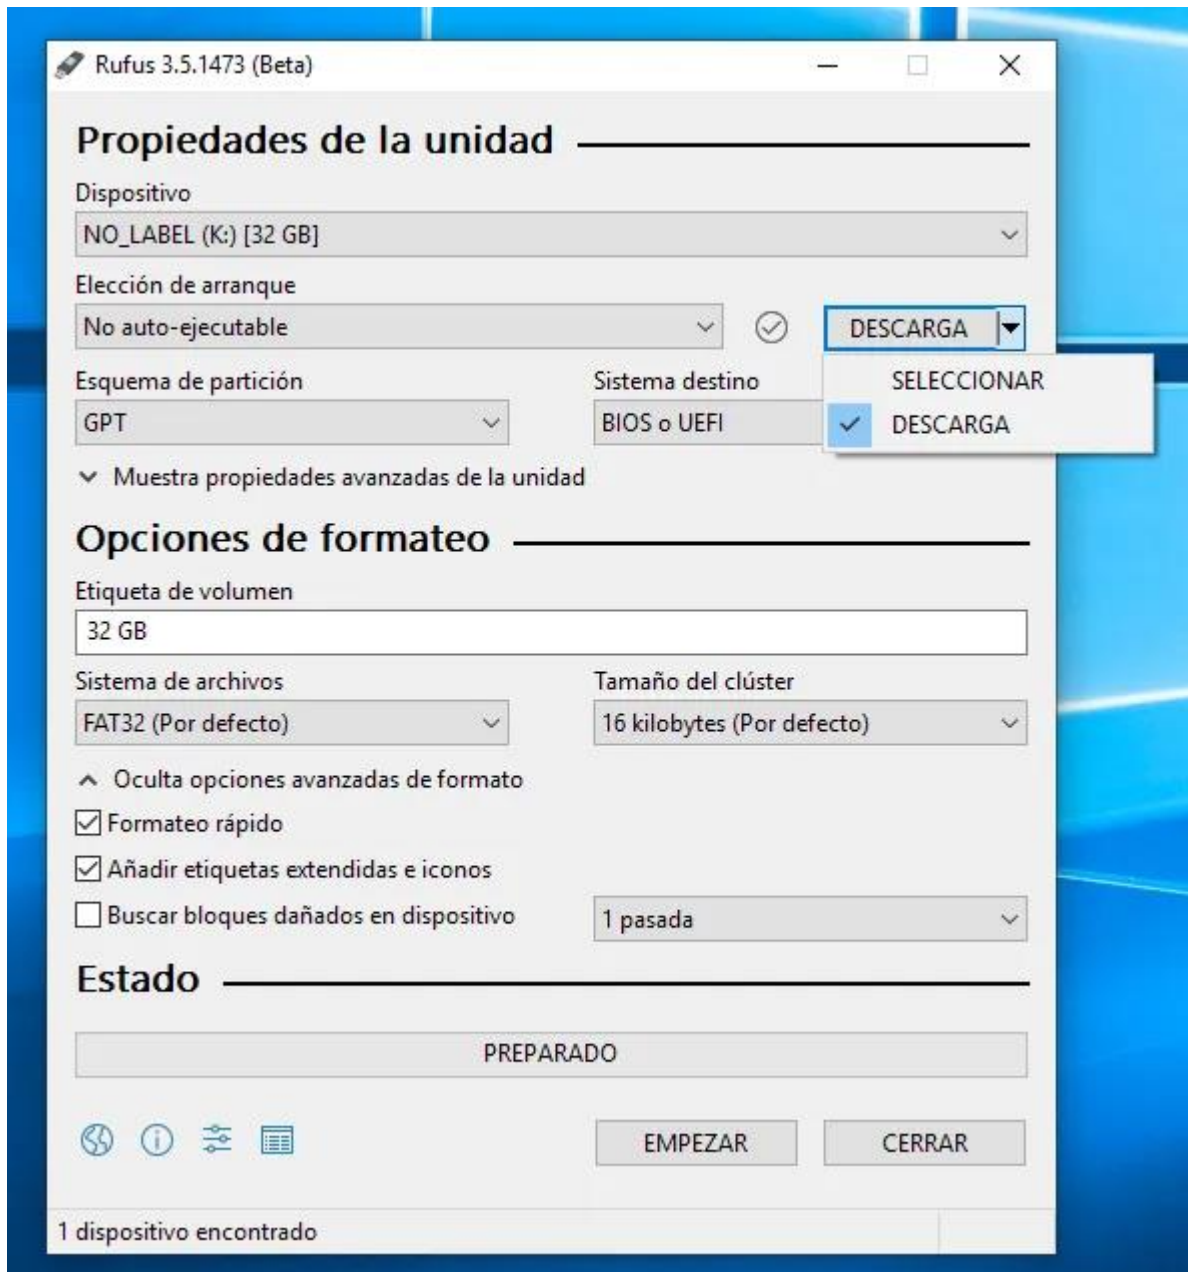 Rufus 3.5.1473 (Beta)
Propiedades de la unidad
Dispositivo
NO_LABEL (K:) [32 GB]
Elección de arranque
No auto-ejecutable
DESCARGA
SELECCIONAR
DESCARGA
Esquema de partición
Sistema destino
GPT
BIOS o UEFI
Muestra propiedades avanzadas de la unidad
Opciones de formateo
Etiqueta de volumen
32 GB
Sistema de archivos
Tamaño del clúster
FAT32 (Por defecto)
16 kilobytes (Por defecto)
Oculta opciones avanzadas de formato
Formateo rápido
Añadir etiquetas extendidas e iconos
Buscar bloques dañados en dispositivo
1 pasada
Estado
PREPARADO
EMPEZAR
CERRAR
1 dispositivo encontrado